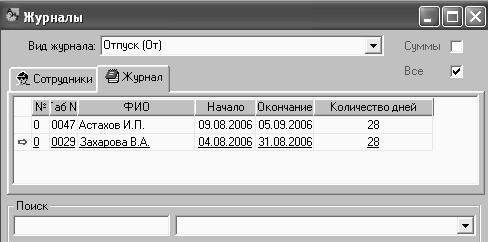 Журналы
Вид журнала: Отпуск (От) Суммы
Сотрудники Журнал Все
№ Таб N ФИО Начало Окончание Количество дней
0 0047 Астахов И.П. 09.08.2006 05.09.2006 28
0 0029 Захарова В.А. 04.08.2006 31.08.2006 28
Поиск